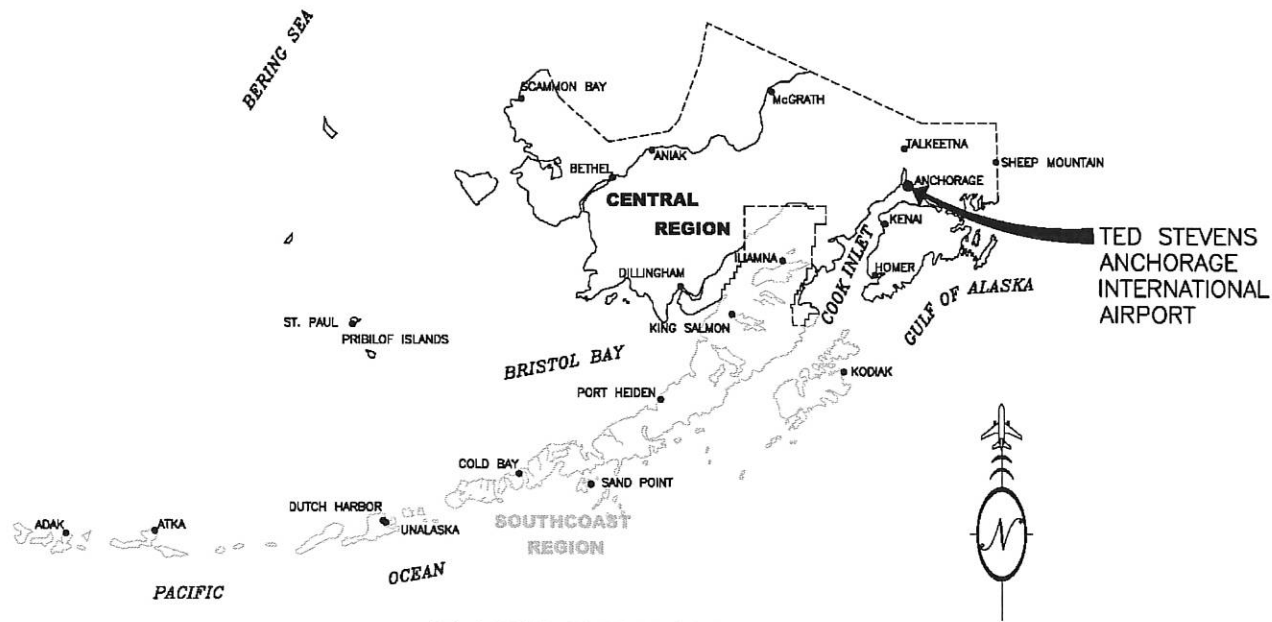 BERING SEA
SCAMMON BAY
McGRATH
TALKEETNA
ANIAK
SHEEP MOUNTAIN
BETHEL
ANCHORAGE
CENTRAL
REGION
KENAI
TED STEVENS
ANCHORAGE
INTERNATIONAL
AIRPORT
ILIAMNA
DILLINGHAM
HOMER
COOK INLET
GULF OF ALASKA
ST. PAUL
PRIBILOF ISLANDS
KING SALMON
BRISTOL BAY
KODIAK
PORT HEIDEN
COLD BAY
SAND POINT
DUTCH HARBOR
UNALASKA
SOUTHCOAST
REGION
ADAK
ATKA
N
PACIFIC
OCEAN